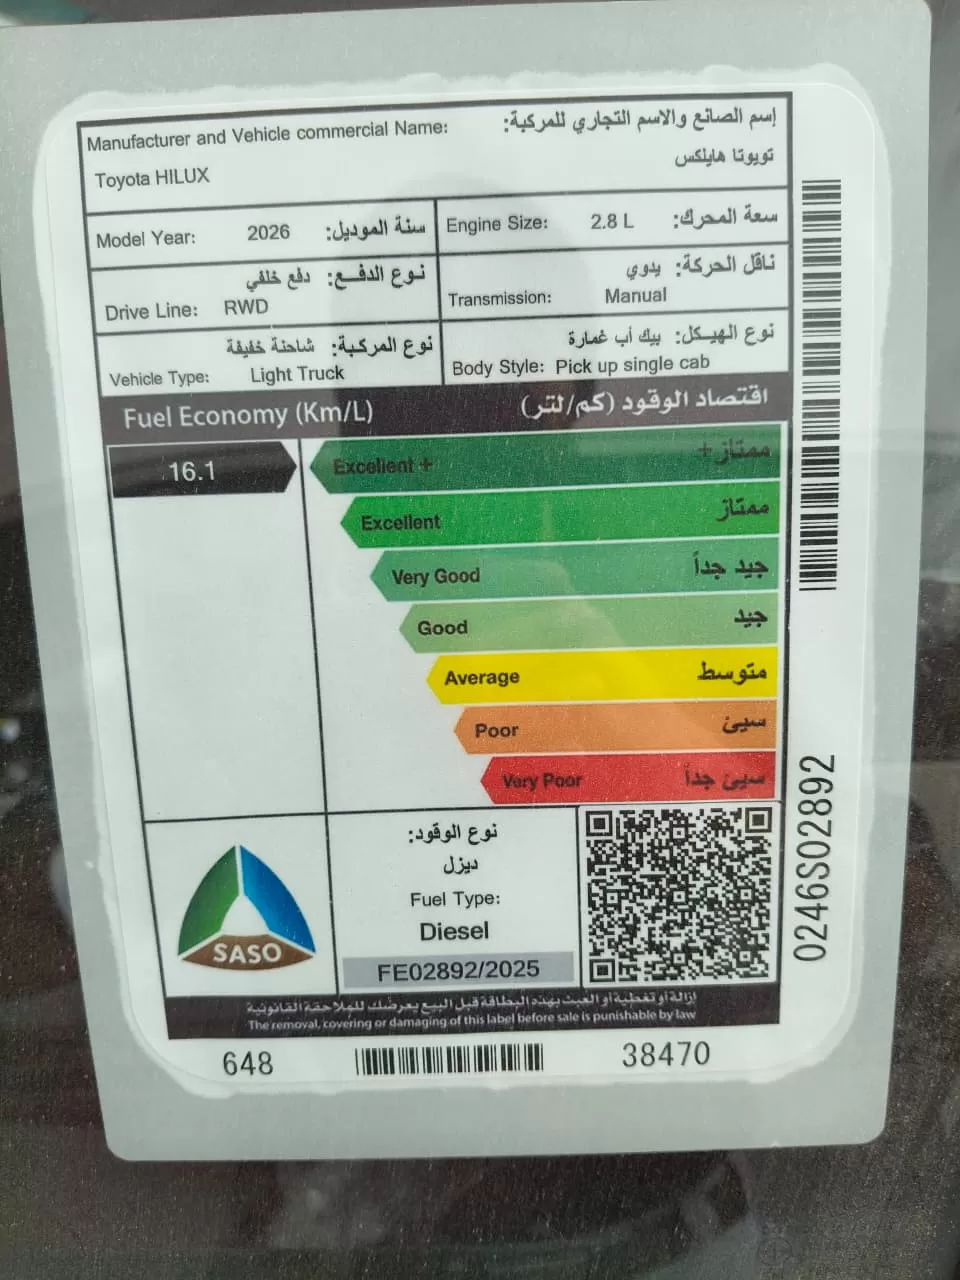 Manufacturer and Vehicle commercial Name: إسم الصانع والاسم التجاري للمركبة:
Toyota HILUX تويوتا هايلكس
Model Year: 2026 سنة الموديل: Engine Size: 2.8 L سعة المحرك:
نوع الدفع: دفع خلفي
Drive Line: RWD
ناقل الحركة: يدوي
Transmission: Manual
نوع المركبة: شاحنة خفيفة
Vehicle Type: Light Truck
نوع الهيكل: بيك أب غمارة
Body Style: Pick up single cab
Fuel Economy (Km/L) اقتصاد الوقود (كم/لتر)
16.1
Excellent + ممتاز+
Excellent ممتاز
Very Good جيد جداً
Good جيد
Average متوسط
Poor سيئ
Very Poor سيئ جداً
SASO
نوع الوقود:
ديزل
Fuel Type:
Diesel
FE02892/2025
إزالة أو تغطية أو العبث بهذه البطاقة قبل البيع يعرضك للملاحقة القانونية
The removal, covering or damaging of this label before sale is punishable by law
648 38470
0246S02892